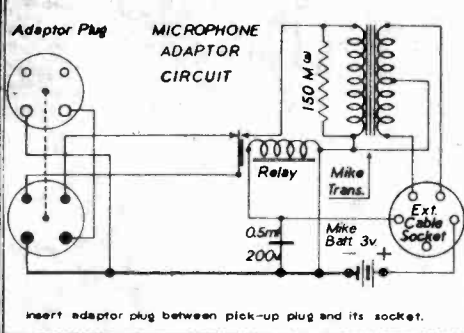 Adaptor Plug
MICROPHONE
ADAPTOR
CIRCUIT
150 M ω
Relay
Mike
Trans.
Ext.
Cable
Socket
0.5mf
200v
Mike
Batt 3v.
− +
insert adaptor plug between pick-up plug and its socket.